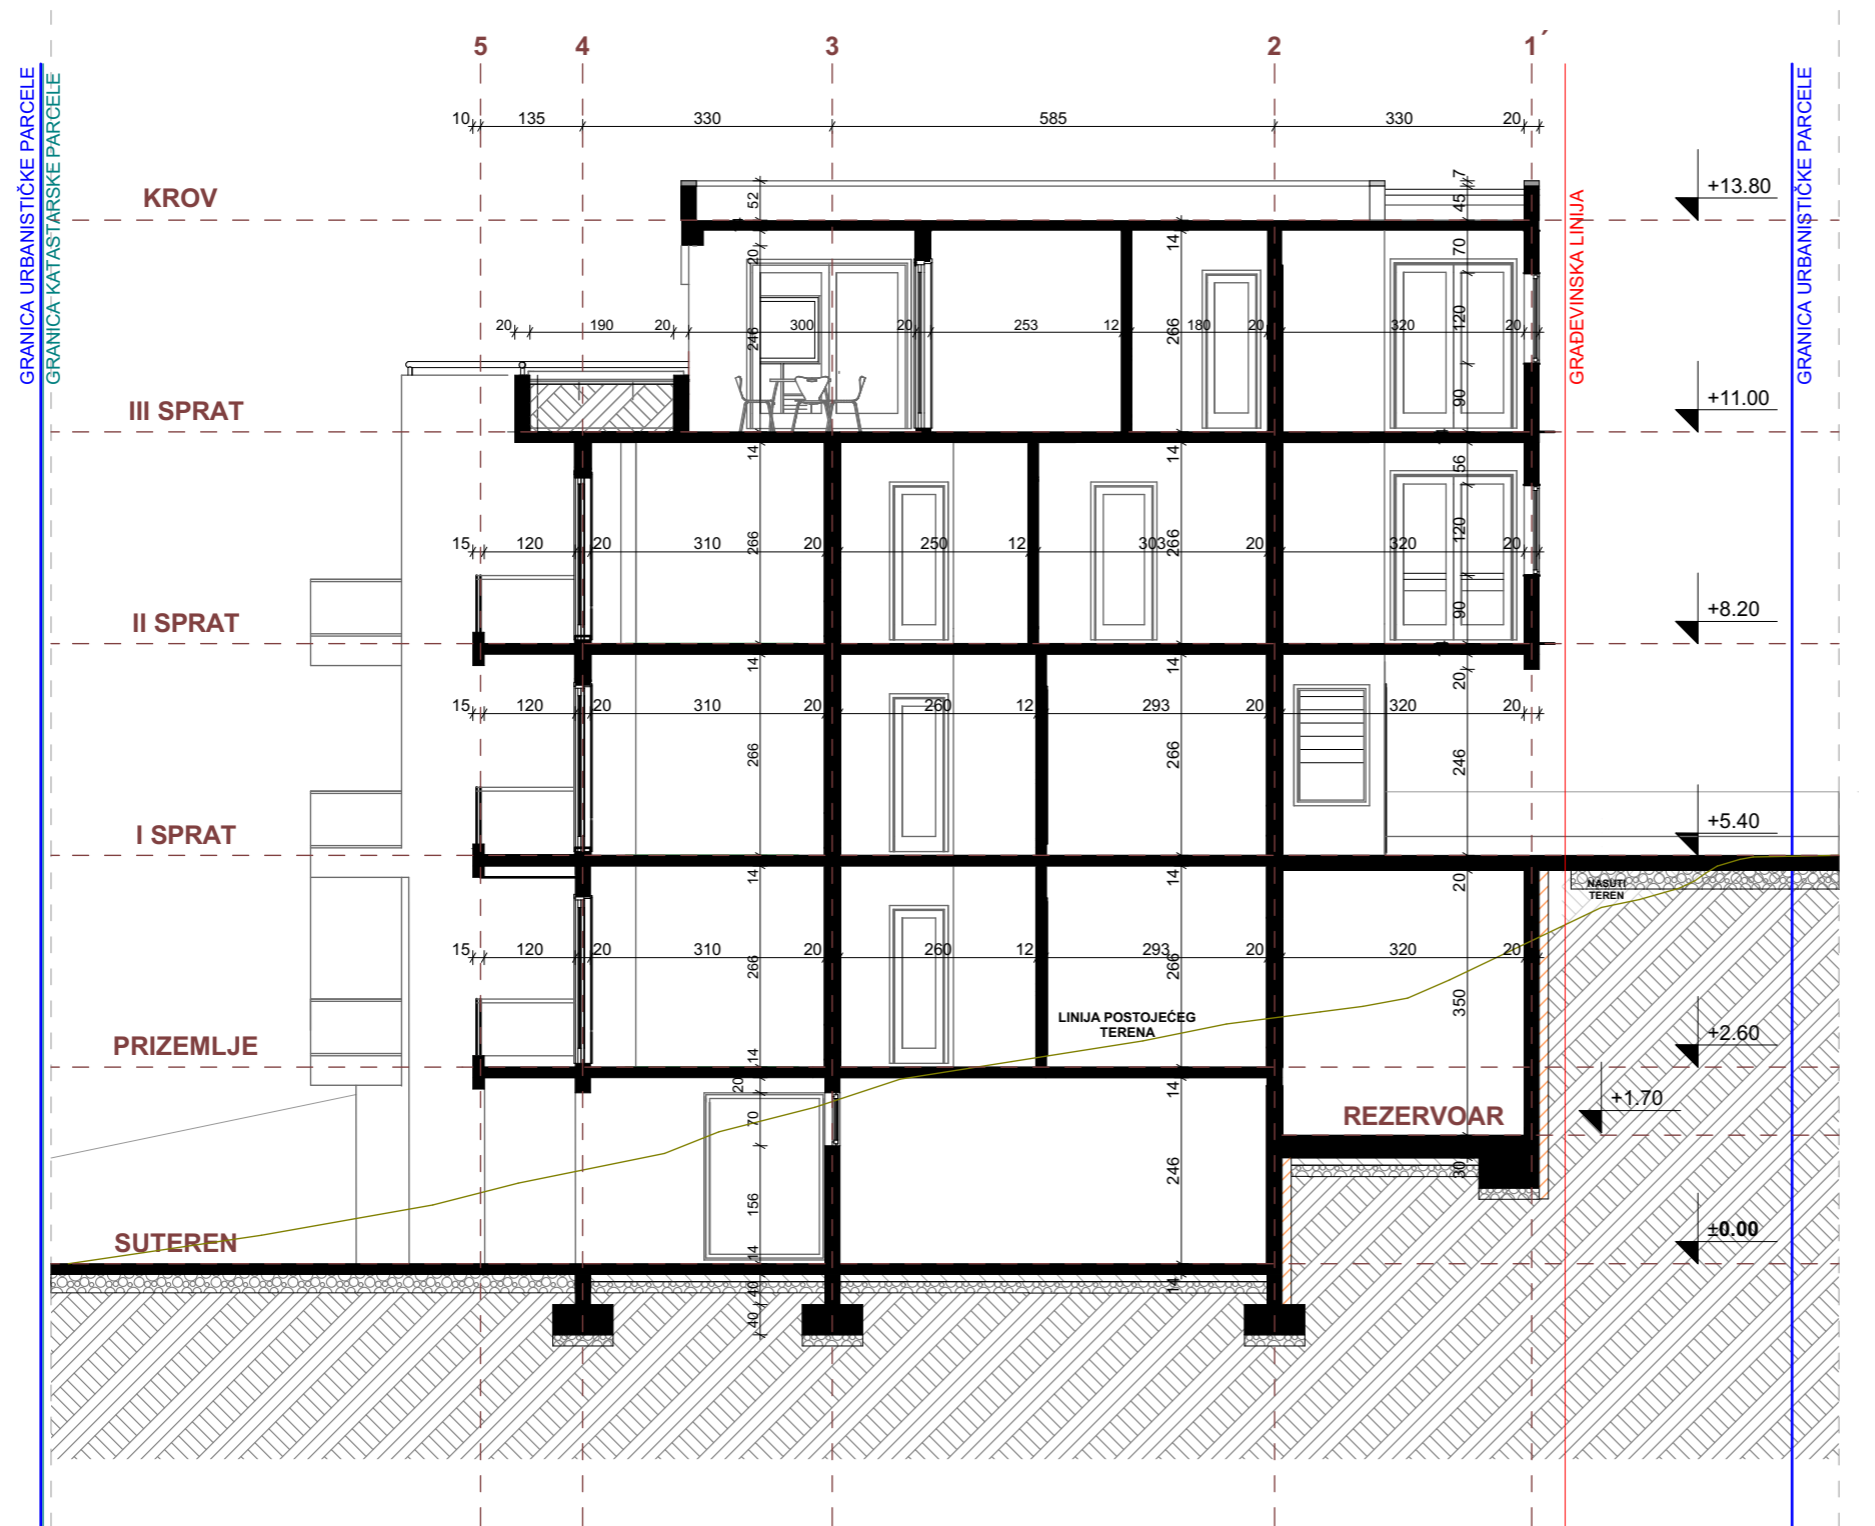 5 4 3 2 1´
GRANICA URBANISTIČKE PARCELE
GRANICA KATASTARSKE PARCELE
GRAĐEVINSKA LINIJA
GRANICA URBANISTIČKE PARCELE
10 135 330 585 330 20
KROV
52
7
45
+13.80
20
14
70
20 190 20 300 20 253 12 180 20 320 20
246
266
120
90
III SPRAT
+11.00
14
14
56
15 120 20 310 20 250 12 303 20 320 20
266
266
120
90
II SPRAT
+8.20
14
14
20
15 120 20 310 20 260 12 293 20 320 20
266
266
246
I SPRAT
+5.40
14
14
20
NASUTI
TEREN
15 120 20 310 20 260 12 293 20 320 20
266
266
350
LINIJA POSTOJEĆEG
TERENA
PRIZEMLJE
14
+2.60
20
14
70
REZERVOAR
+1.70
246
30
156
SUTEREN
14
±0.00
40
14
40